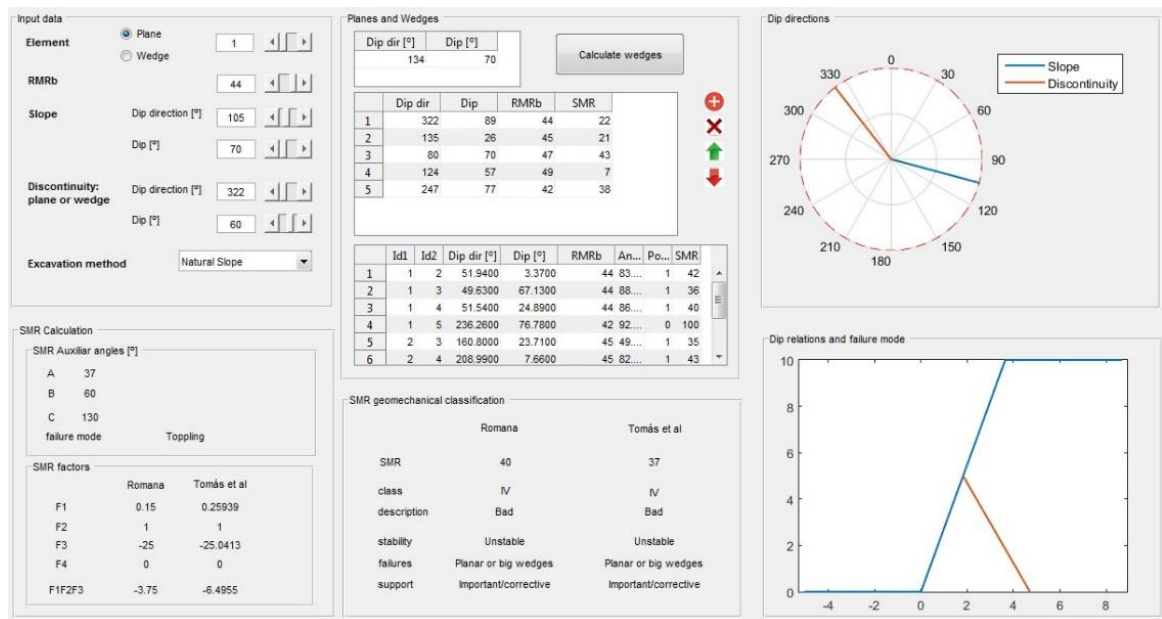 Input data
Element
Plane
Wedge
1
RMRb
44
Slope
Dip direction [º]
105
Dip [º]
70
Discontinuity:
plane or wedge
Dip direction [º]
322
Dip [º]
60
Excavation method
Natural Slope
SMR Calculation
SMR Auxiliar angles [º]
A 37
B 60
C 130
failure mode Toppling
SMR factors
Romana Tomás et al
F1 0.15 0.25939
F2 1 1
F3 -25 -25.0413
F4 0 0
F1F2F3 -3.75 -6.4955
Planes and Wedges
Dip dir [º] Dip [º]
134 70
Calculate wedges
Dip dir Dip RMRb SMR
1 322 89 44 22
2 135 26 45 21
3 80 70 47 43
4 124 57 49 7
5 247 77 42 38
Id1 Id2 Dip dir [º] Dip [º] RMRb An... Po... SMR
1 1 2 51.9400 3.3700 44 83.... 1 42
2 1 3 49.6300 67.1300 44 88.... 1 36
3 1 4 51.5400 24.8900 44 86.... 1 40
4 1 5 236.2600 76.7800 42 92.... 0 100
5 2 3 160.8000 23.7100 45 49.... 1 35
6 2 4 208.9900 7.6600 45 82.... 1 43
SMR geomechanical classification
Romana Tomás et al
SMR 40 37
class IV IV
description Bad Bad
stability Unstable Unstable
failures Planar or big wedges Planar or big wedges
support Important/corrective Important/corrective
Dip directions
0
30
60
90
120
150
180
210
240
270
300
330
Slope
Discontinuity
Dip relations and failure mode
10
8
6
4
2
0
-4 -2 0 2 4 6 8